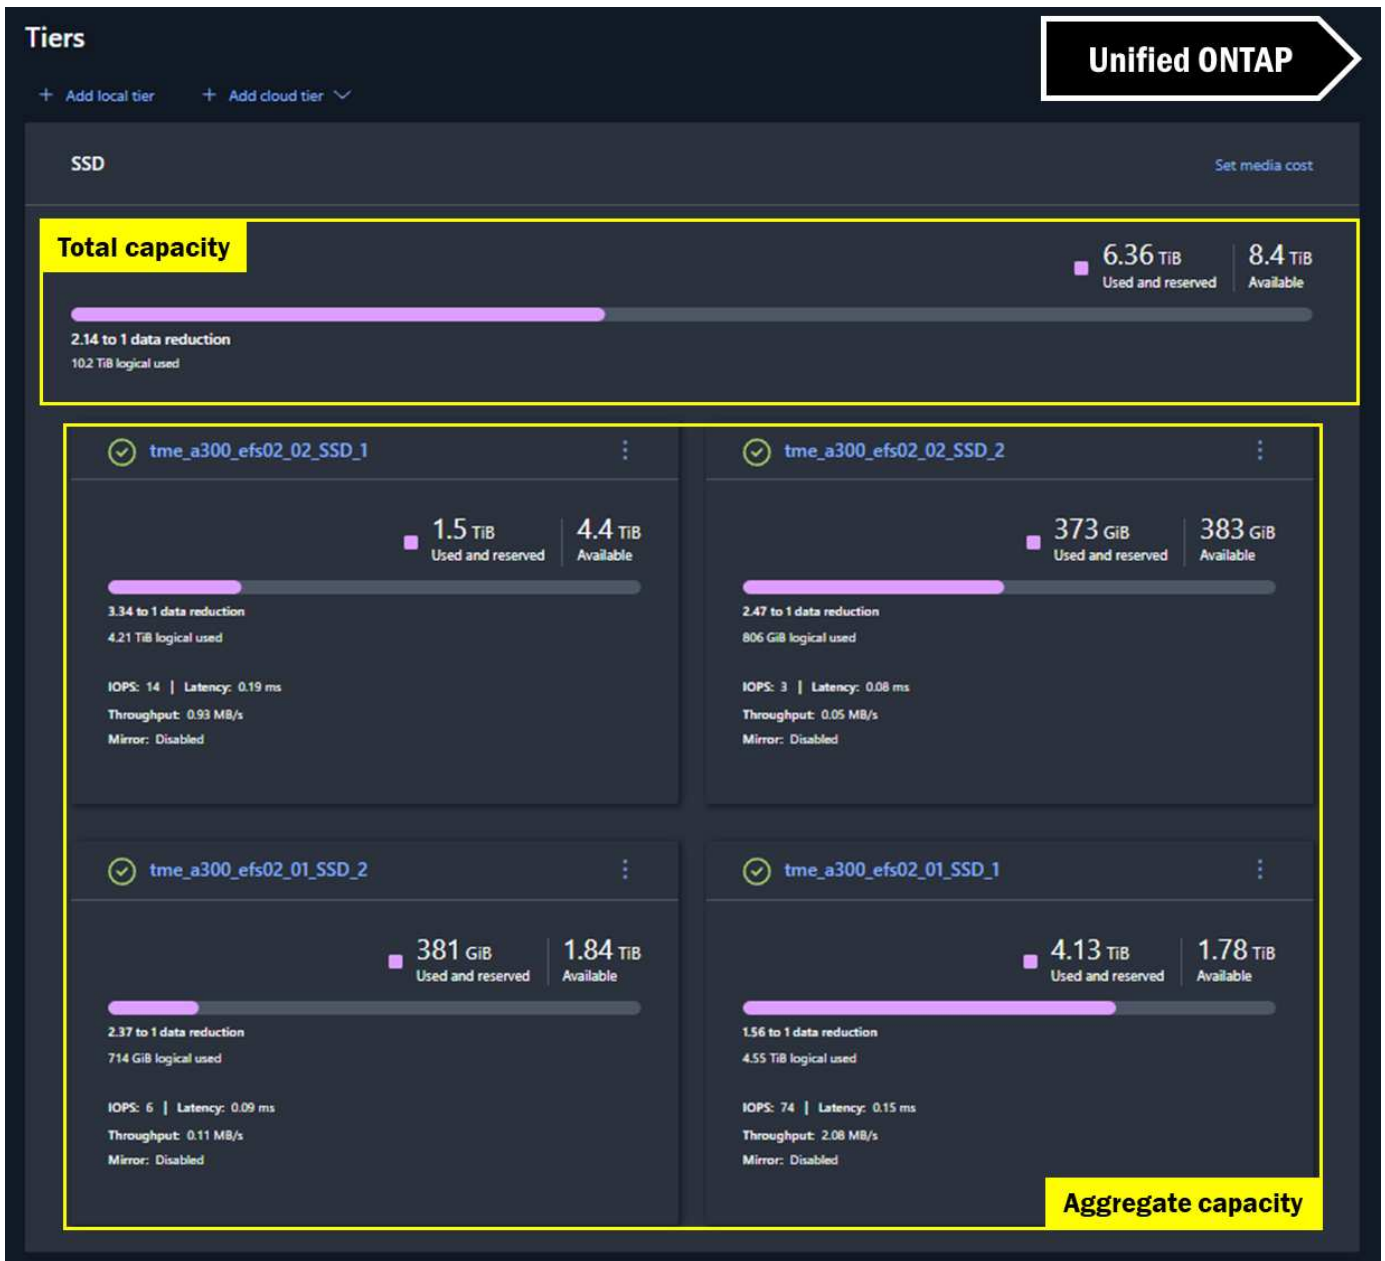 Tiers
Unified ONTAP
+ Add local tier + Add cloud tier
SSD
Set media cost
Total capacity
6.36 TiB
Used and reserved
8.4 TiB
Available
2.14 to 1 data reduction
10.2 TiB logical used
tme_a300_efs02_02_SSD_1
1.5 TiB
Used and reserved
4.4 TiB
Available
3.34 to 1 data reduction
4.21 TiB logical used
IOPS: 14 | Latency: 0.19 ms
Throughput: 0.93 MB/s
Mirror: Disabled
tme_a300_efs02_02_SSD_2
373 GiB
Used and reserved
383 GiB
Available
2.47 to 1 data reduction
806 GiB logical used
IOPS: 3 | Latency: 0.08 ms
Throughput: 0.05 MB/s
Mirror: Disabled
tme_a300_efs02_01_SSD_2
381 GiB
Used and reserved
1.84 TiB
Available
2.37 to 1 data reduction
714 GiB logical used
IOPS: 6 | Latency: 0.09 ms
Throughput: 0.11 MB/s
Mirror: Disabled
tme_a300_efs02_01_SSD_1
4.13 TiB
Used and reserved
1.78 TiB
Available
1.56 to 1 data reduction
4.55 TiB logical used
IOPS: 74 | Latency: 0.15 ms
Throughput: 2.08 MB/s
Mirror: Disabled
Aggregate capacity